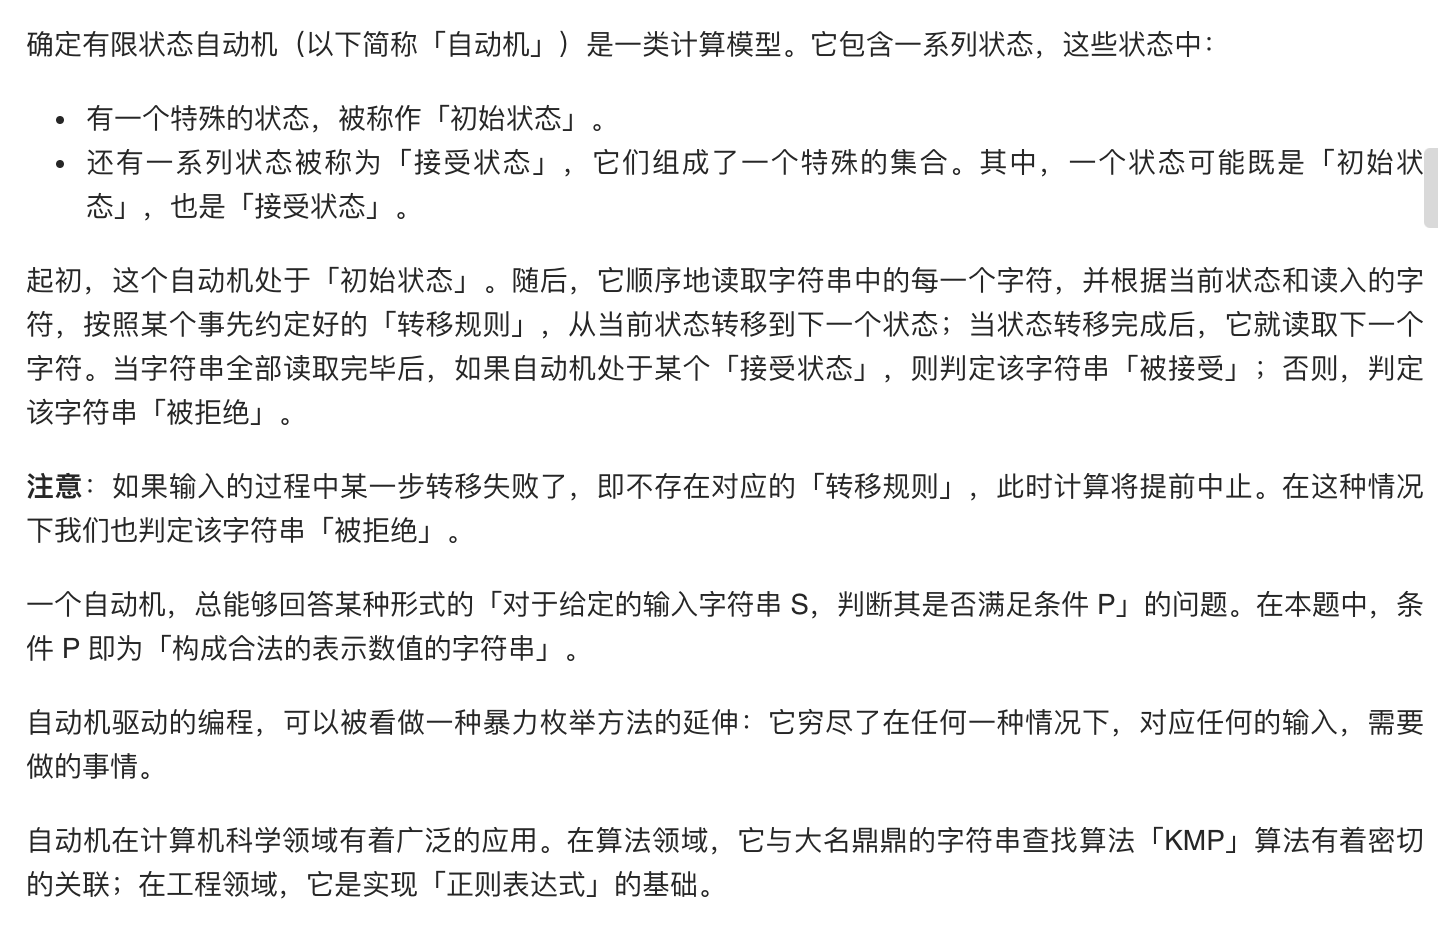 确定有限状态自动机（以下简称「自动机」）是一类计算模型。它包含一系列状态，这些状态中：
• 有一个特殊的状态，被称作「初始状态」。
• 还有一系列状态被称为「接受状态」，它们组成了一个特殊的集合。其中，一个状态可能既是「初始状
态」，也是「接受状态」。
起初，这个自动机处于「初始状态」。随后，它顺序地读取字符串中的每一个字符，并根据当前状态和读入的字
符，按照某个事先约定好的「转移规则」，从当前状态转移到下一个状态；当状态转移完成后，它就读取下一个
字符。当字符串全部读取完毕后，如果自动机处于某个「接受状态」，则判定该字符串「被接受」；否则，判定
该字符串「被拒绝」。
注意：如果输入的过程中某一步转移失败了，即不存在对应的「转移规则」，此时计算将提前中止。在这种情况
下我们也判定该字符串「被拒绝」。
一个自动机，总能够回答某种形式的「对于给定的输入字符串 S，判断其是否满足条件 P」的问题。在本题中，条
件 P 即为「构成合法的表示数值的字符串」。
自动机驱动的编程，可以被看做一种暴力枚举方法的延伸：它穷尽了在任何一种情况下，对应任何的输入，需要
做的事情。
自动机在计算机科学领域有着广泛的应用。在算法领域，它与大名鼎鼎的字符串查找算法「KMP」算法有着密切
的关联；在工程领域，它是实现「正则表达式」的基础。